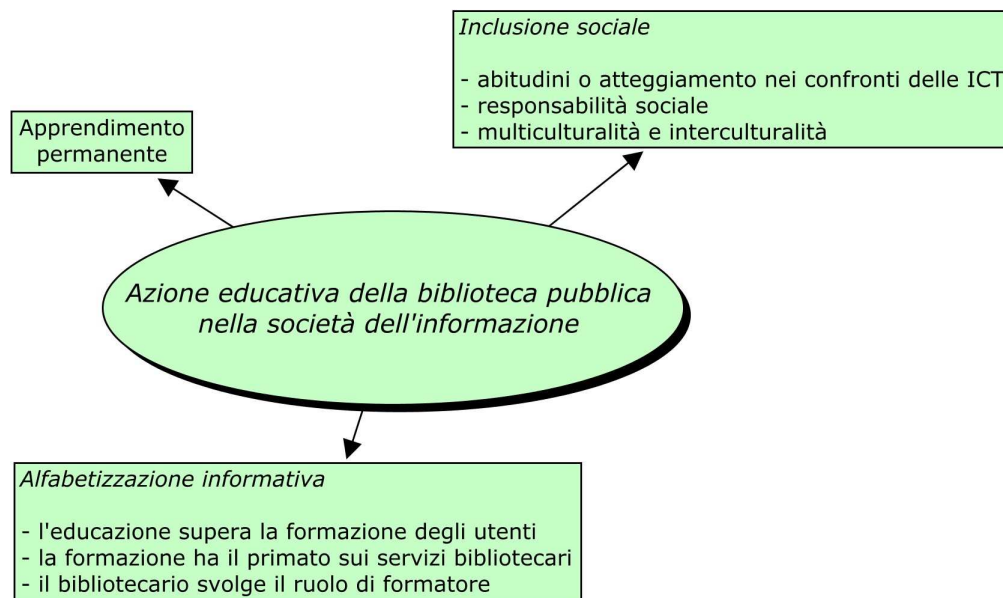 Inclusione sociale
- abitudini o atteggiamento nei confronti delle ICT
- responsabilità sociale
- multiculturalità e interculturalità
Apprendimento
permanente
Azione educativa della biblioteca pubblica
nella società dell'informazione
Alfabetizzazione informativa
- l'educazione supera la formazione degli utenti
- la formazione ha il primato sui servizi bibliotecari
- il bibliotecario svolge il ruolo di formatore